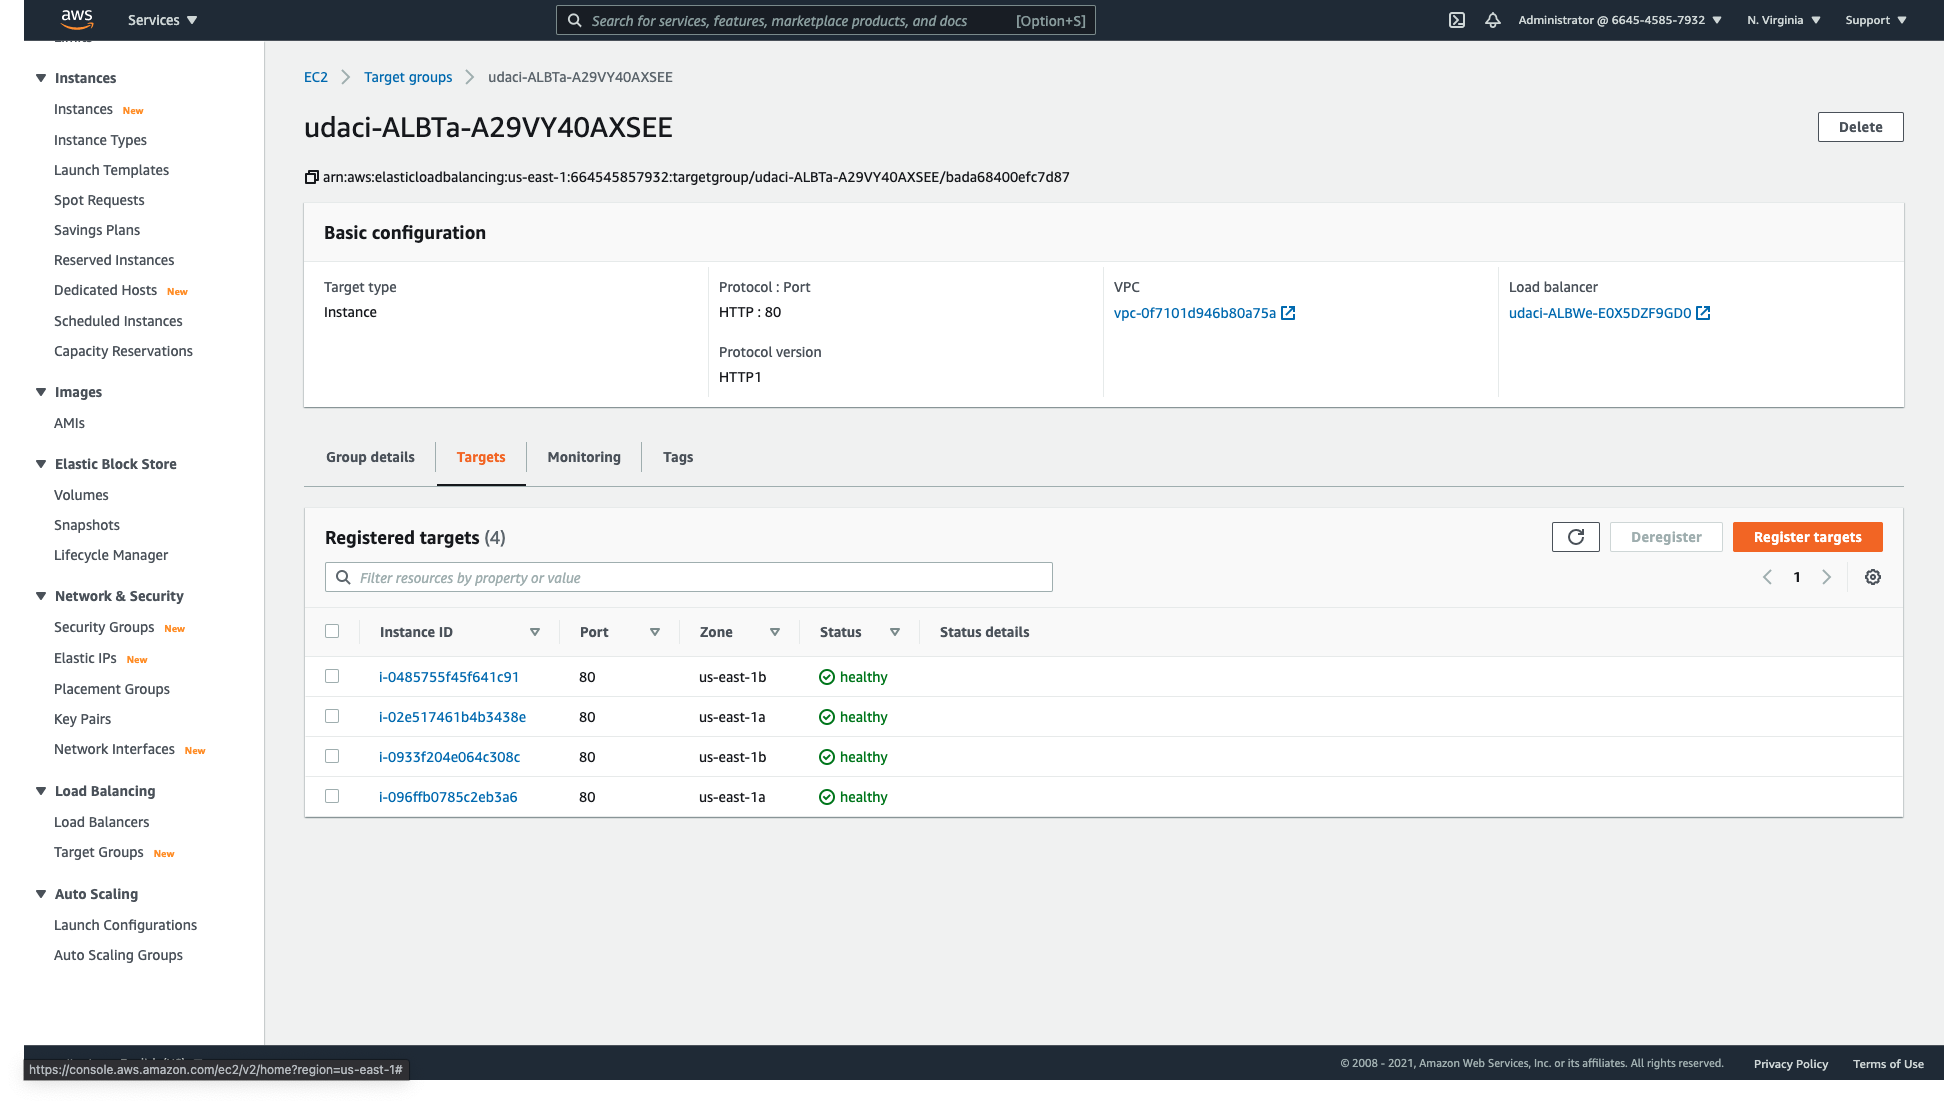 aws
Services
Search for services, features, marketplace products, and docs [Option+S]
Administrator @ 6645-4585-7932
N. Virginia
Support
Instances
Instances New
Instance Types
Launch Templates
Spot Requests
Savings Plans
Reserved Instances
Dedicated Hosts New
Scheduled Instances
Capacity Reservations
Images
AMIs
Elastic Block Store
Volumes
Snapshots
Lifecycle Manager
Network & Security
Security Groups New
Elastic IPs New
Placement Groups
Key Pairs
Network Interfaces New
Load Balancing
Load Balancers
Target Groups New
Auto Scaling
Launch Configurations
Auto Scaling Groups
EC2 Target groups udaci-ALBTa-A29VY40AXSEE
udaci-ALBTa-A29VY40AXSEE
Delete
arn:aws:elasticloadbalancing:us-east-1:664545857932:targetgroup/udaci-ALBTa-A29VY40AXSEE/bada68400efc7d87
Basic configuration
Target type
Instance
Protocol : Port
HTTP : 80
Protocol version
HTTP1
VPC
vpc-0f7101d946b80a75a
Load balancer
udaci-ALBWe-E0X5DZF9GD0
Group details Targets Monitoring Tags
Registered targets (4)
Deregister
Register targets
Filter resources by property or value
1
Instance ID Port Zone Status Status details
i-0485755f45f641c91 80 us-east-1b healthy
i-02e517461b4b3438e 80 us-east-1a healthy
i-0933f204e064c308c 80 us-east-1b healthy
i-096ffb0785c2eb3a6 80 us-east-1a healthy
https://console.aws.amazon.com/ec2/v2/home?region=us-east-1#
© 2008 - 2021, Amazon Web Services, Inc. or its affiliates. All rights reserved. Privacy Policy Terms of Use